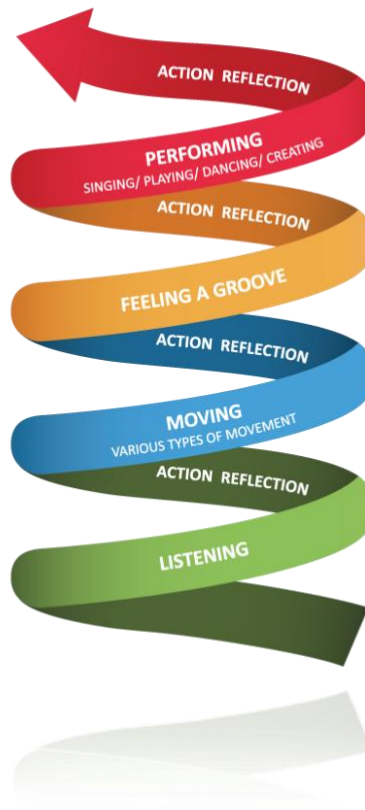 ACTION REFLECTION
PERFORMING
SINGING/ PLAYING/ DANCING/ CREATING
ACTION REFLECTION
FEELING A GROOVE
ACTION REFLECTION
MOVING
VARIOUS TYPES OF MOVEMENT
ACTION REFLECTION
LISTENING